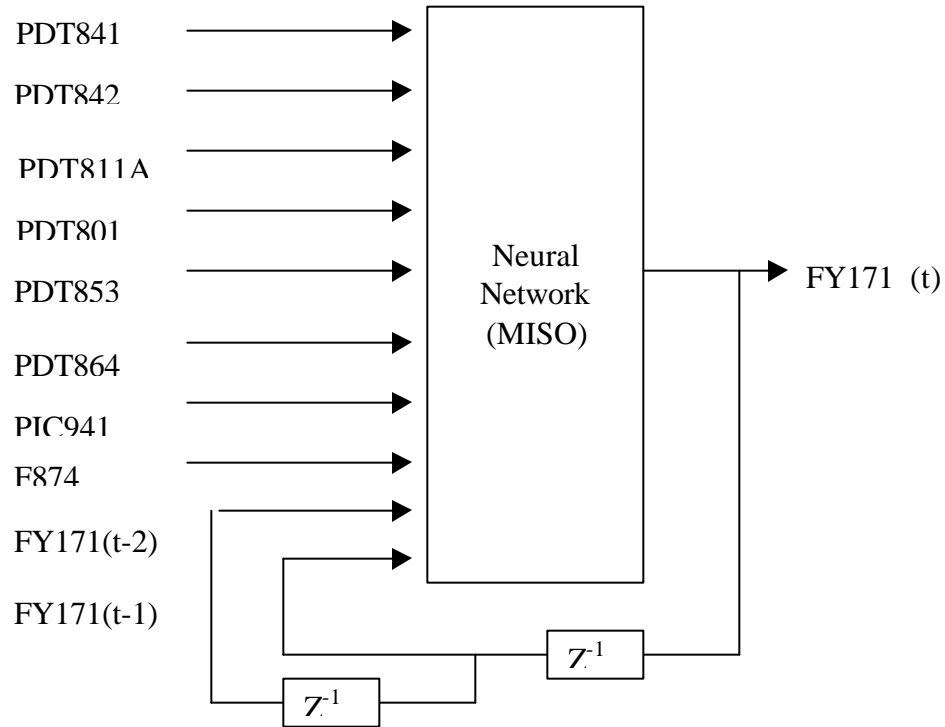 PDT841
PDT842
PDT811A
PDT801
PDT853
PDT864
PIC941
F874
FY171(t-2)
FY171(t-1)
Neural
Network
(MISO)
FY171 (t)
Z-1
Z-1